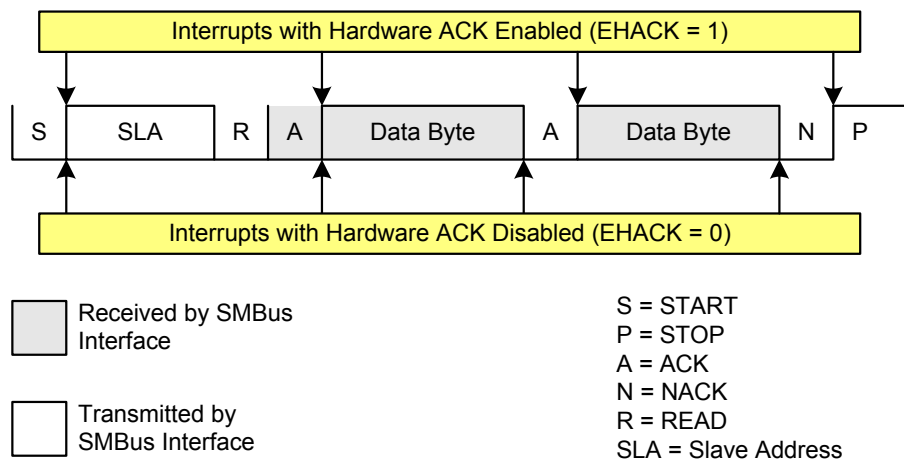 Interrupts with Hardware ACK Enabled (EHACK = 1)
S SLA R A Data Byte A Data Byte N P
Interrupts with Hardware ACK Disabled (EHACK = 0)
Received by SMBus
Interface
Transmitted by
SMBus Interface
S = START
P = STOP
A = ACK
N = NACK
R = READ
SLA = Slave Address